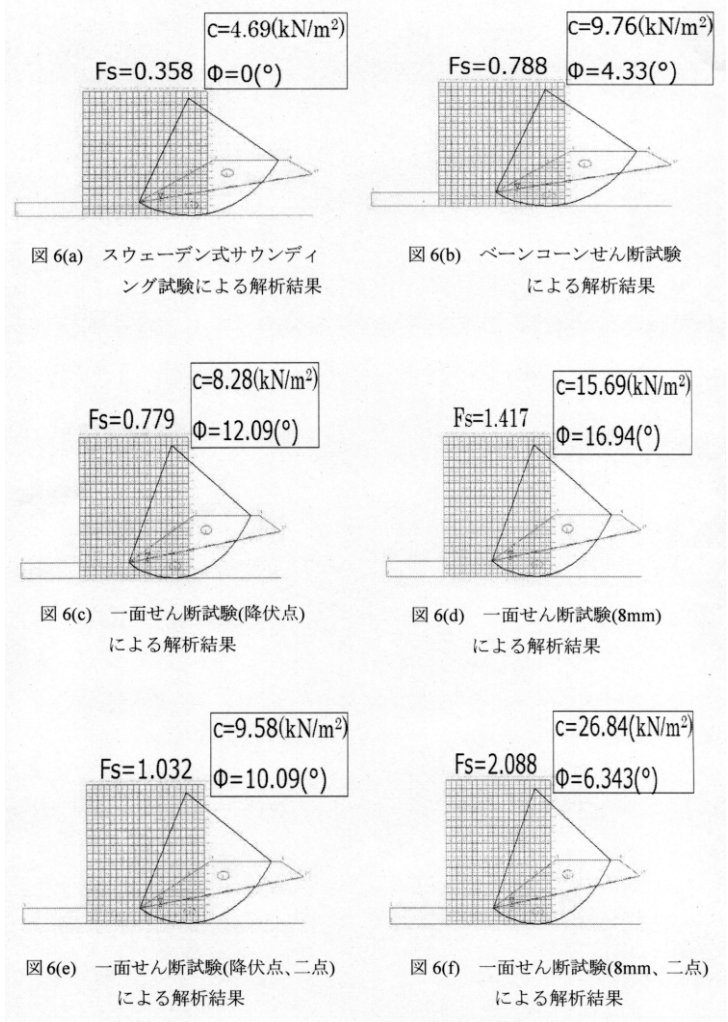 c=4.69(kN/m²)
Fs=0.358
Φ=0(°)
図 6(a) スウェーデン式サウンディ
ング試験による解析結果
c=9.76(kN/m²)
Fs=0.788
Φ=4.33(°)
図 6(b) ベーンコーンせん断試験
による解析結果
c=8.28(kN/m²)
Fs=0.779
Φ=12.09(°)
図 6(c) 一面せん断試験(降伏点)
による解析結果
c=15.69(kN/m²)
Fs=1.417
Φ=16.94(°)
図 6(d) 一面せん断試験(8mm)
による解析結果
c=9.58(kN/m²)
Fs=1.032
Φ=10.09(°)
図 6(e) 一面せん断試験(降伏点、二点)
による解析結果
c=26.84(kN/m²)
Fs=2.088
Φ=6.343(°)
図 6(f) 一面せん断試験(8mm、二点)
による解析結果